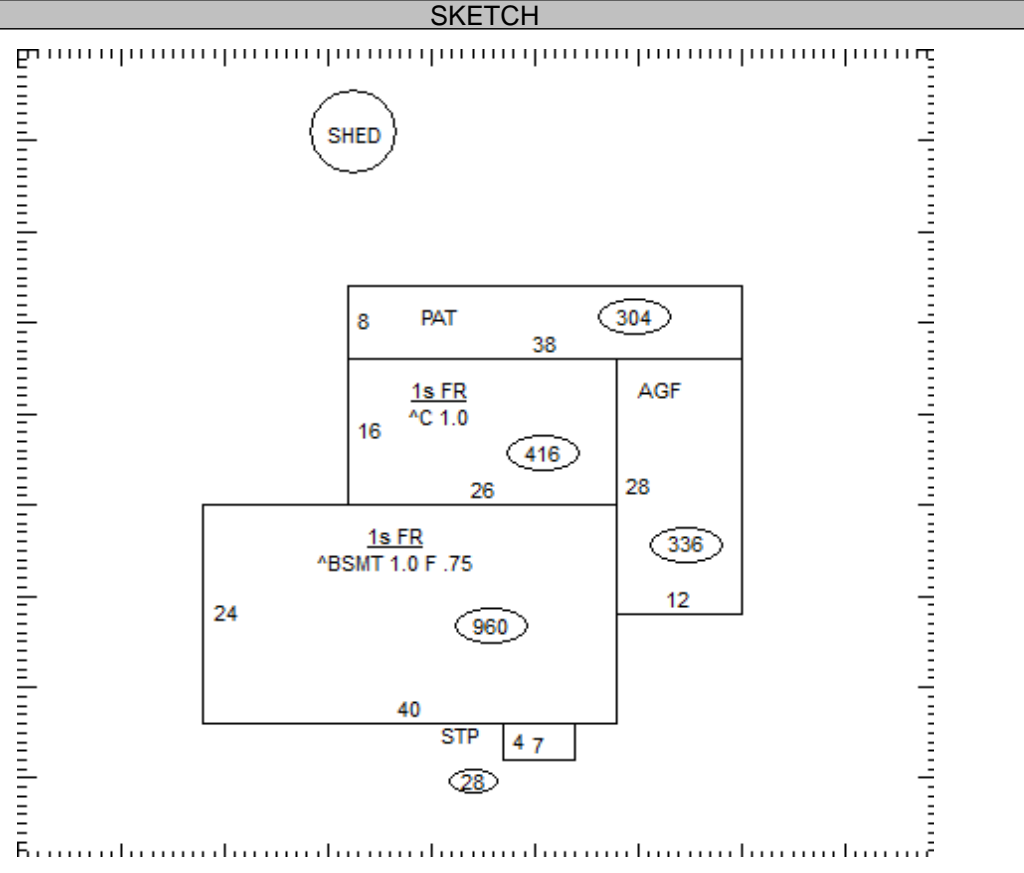 SKETCH
SHED
8 PAT 304
38
1s FR
^C 1.0
16
416
26
AGF
28
336
12
1s FR
^BSMT 1.0 F .75
24
960
40
STP
4 7
28